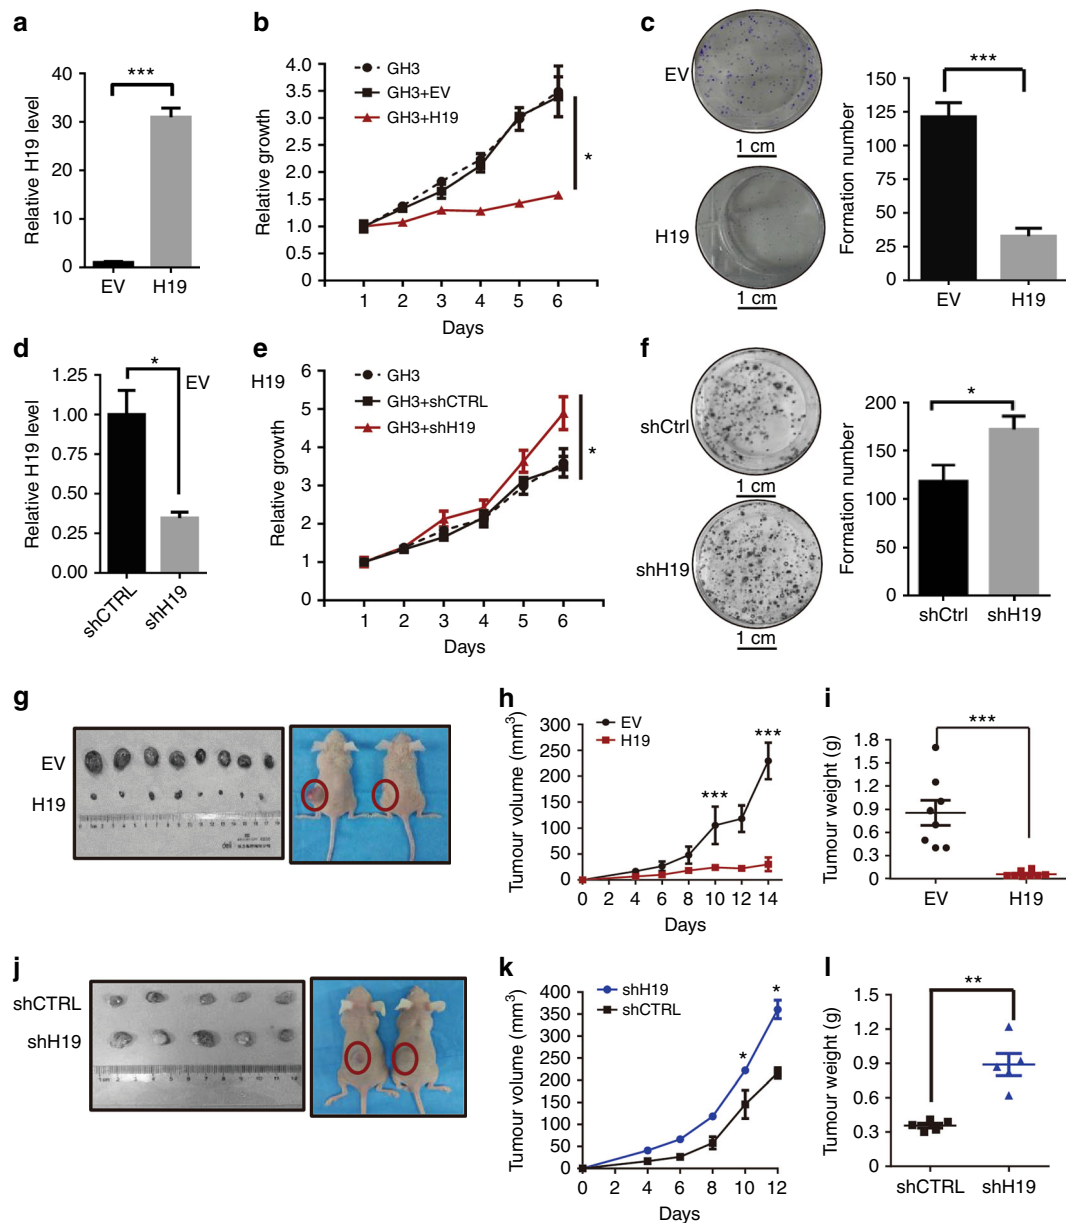 a
Relative H19 level
40
30
20
10
0
***
EV
H19
b
Relative growth
4.0
3.5
3.0
2.5
2.0
1.5
1.0
0.5
0.0
GH3
GH3+EV
GH3+H19
*
1 2 3 4 5 6
Days
c
EV
1 cm
H19
1 cm
Formation number
150
125
100
75
50
25
0
***
EV
H19
d
Relative H19 level
1.25
1.00
0.75
0.50
0.25
0.00
*
EV
shCTRL
shH19
e
H19
Relative growth
6
5
4
3
2
1
0
GH3
GH3+shCTRL
GH3+shH19
*
1 2 3 4 5 6
Days
f
shCtrl
1 cm
shH19
1 cm
Formation number
200
150
100
50
0
*
shCtrl
shH19
g
EV
H19
h
Tumour volume (mm³)
300
250
200
150
100
50
0
EV
H19
***
***
0 2 4 6 8 10 12 14
Days
i
Tumour weight (g)
1.8
1.5
1.2
0.9
0.6
0.3
0
***
EV
H19
j
shCTRL
shH19
k
Tumour volume (mm³)
400
350
300
250
200
150
100
50
0
shH19
shCTRL
*
*
0 2 4 6 8 10 12
Days
l
Tumour weight (g)
1.5
1.2
0.9
0.6
0.3
0
**
shCTRL
shH19